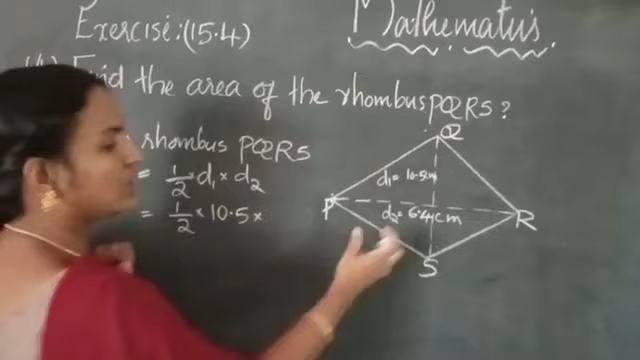 Exercise:(15.4)
Mathematics
Find the area of the rhombus PQRS?
rhombus PQRS
= 1/2 × d₁ × d₂
= 1/2 × 10.5 ×
Q
d₁ = 10.5cm
P
d₂ = 6.4cm
R
S